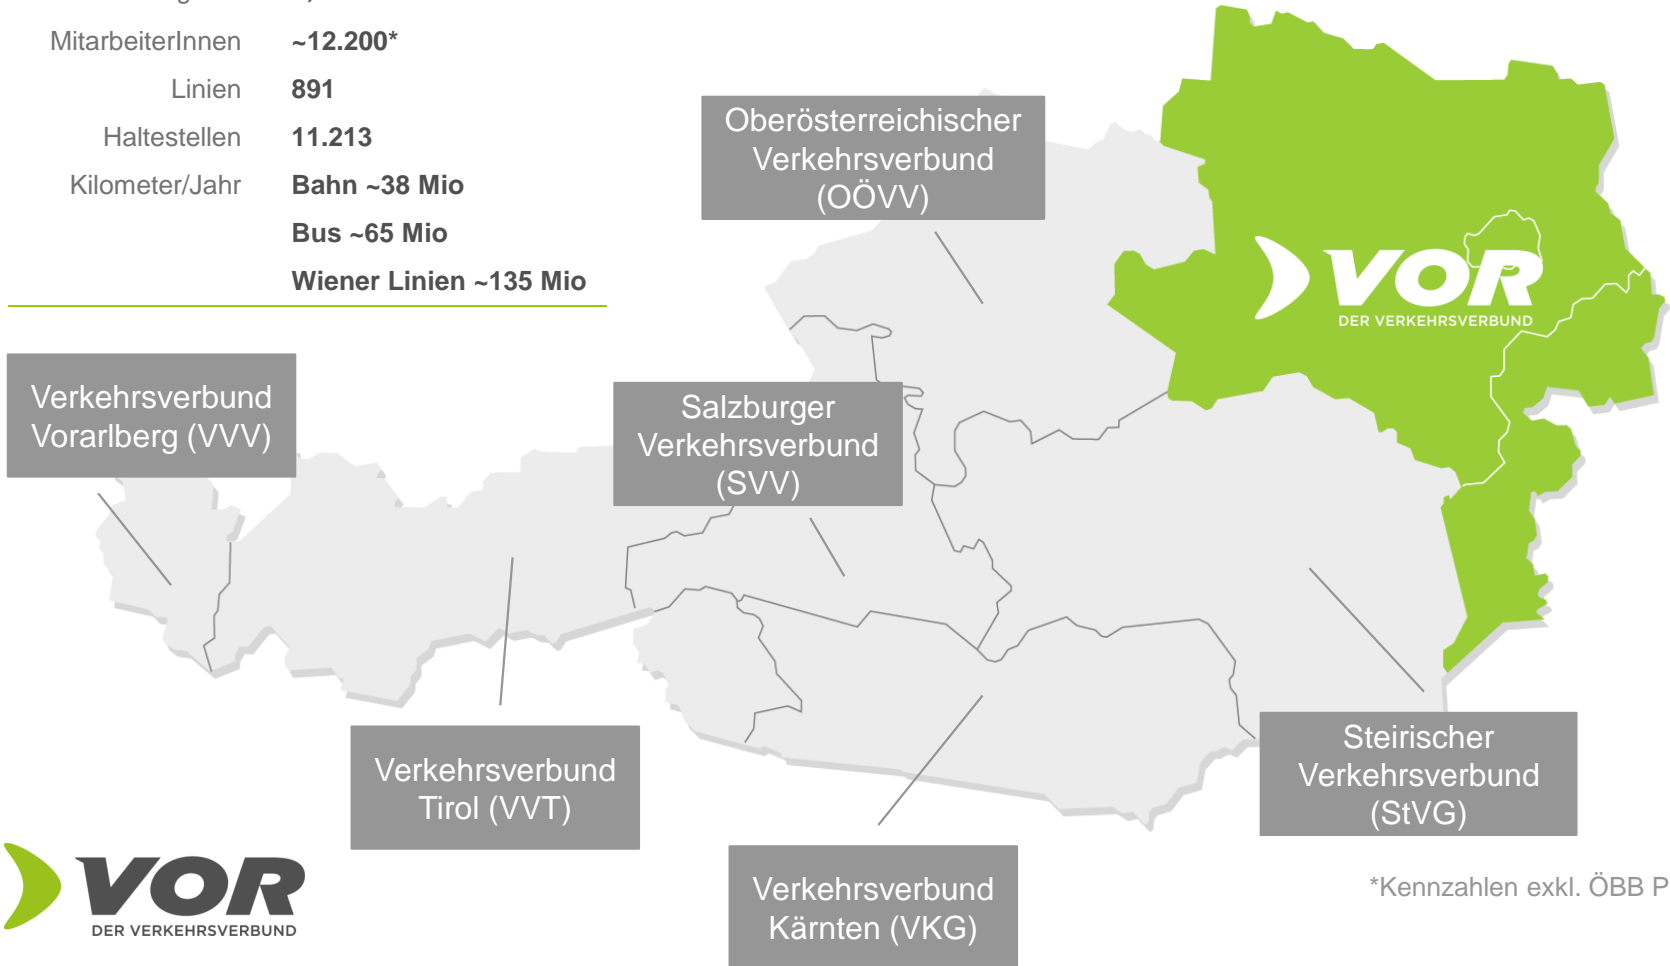 MitarbeiterInnen ~12.200*
Linien 891
Haltestellen 11.213
Kilometer/Jahr Bahn ~38 Mio
Bus ~65 Mio
Wiener Linien ~135 Mio
Oberösterreichischer
Verkehrsverbund
(OÖVV)
VOR
DER VERKEHRSVERBUND
Verkehrsverbund
Vorarlberg (VVV)
Salzburger
Verkehrsverbund
(SVV)
Verkehrsverbund
Tirol (VVT)
Steirischer
Verkehrsverbund
(StVG)
Verkehrsverbund
Kärnten (VKG)
*Kennzahlen exkl. ÖBB P
VOR
DER VERKEHRSVERBUND